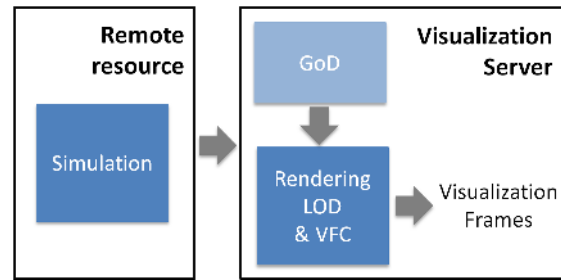 Remote
resource
Simulation
Visualization
Server
GoD
Rendering
LOD
& VFC
Visualization
Frames